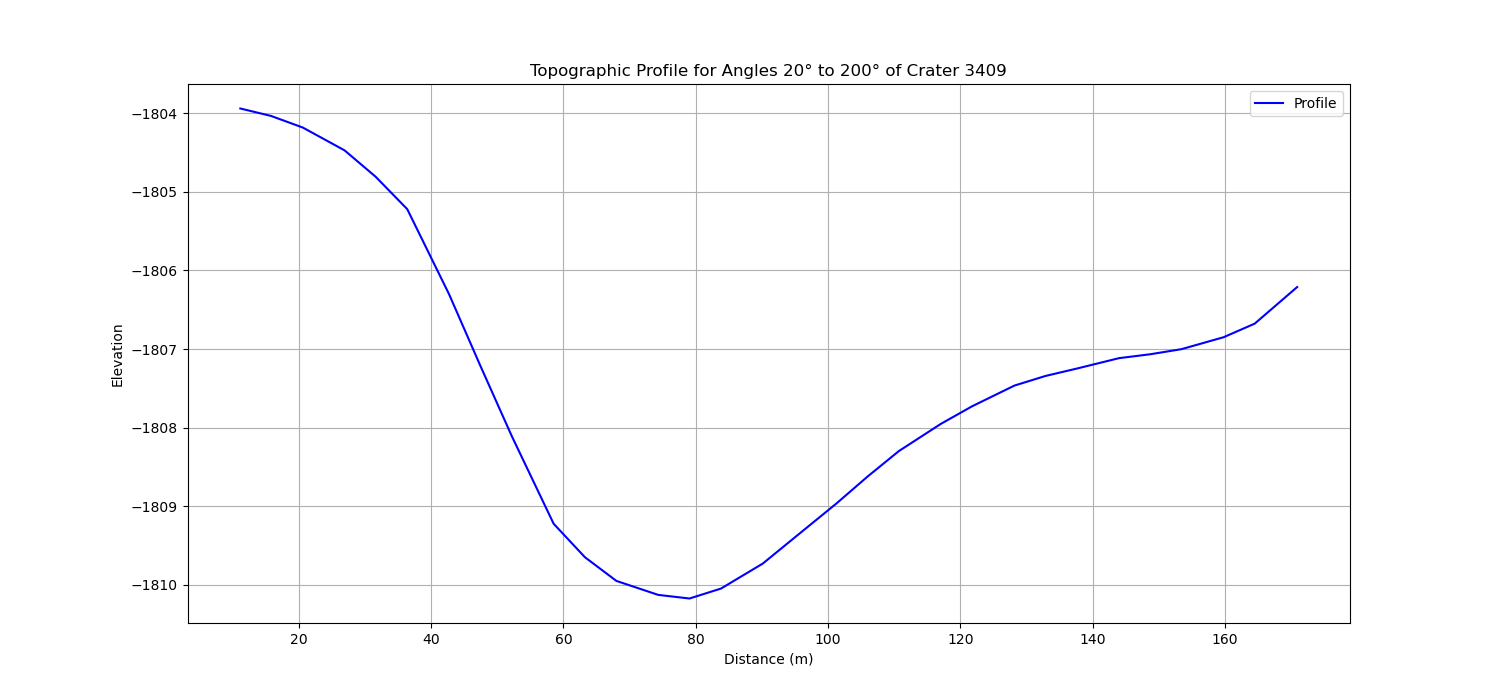 Topographic Profile for Angles 20° to 200° of Crater 3409
Profile
−1804
−1805
−1806
−1807
−1808
−1809
−1810
Elevation
20 40 60 80 100 120 140 160
Distance (m)